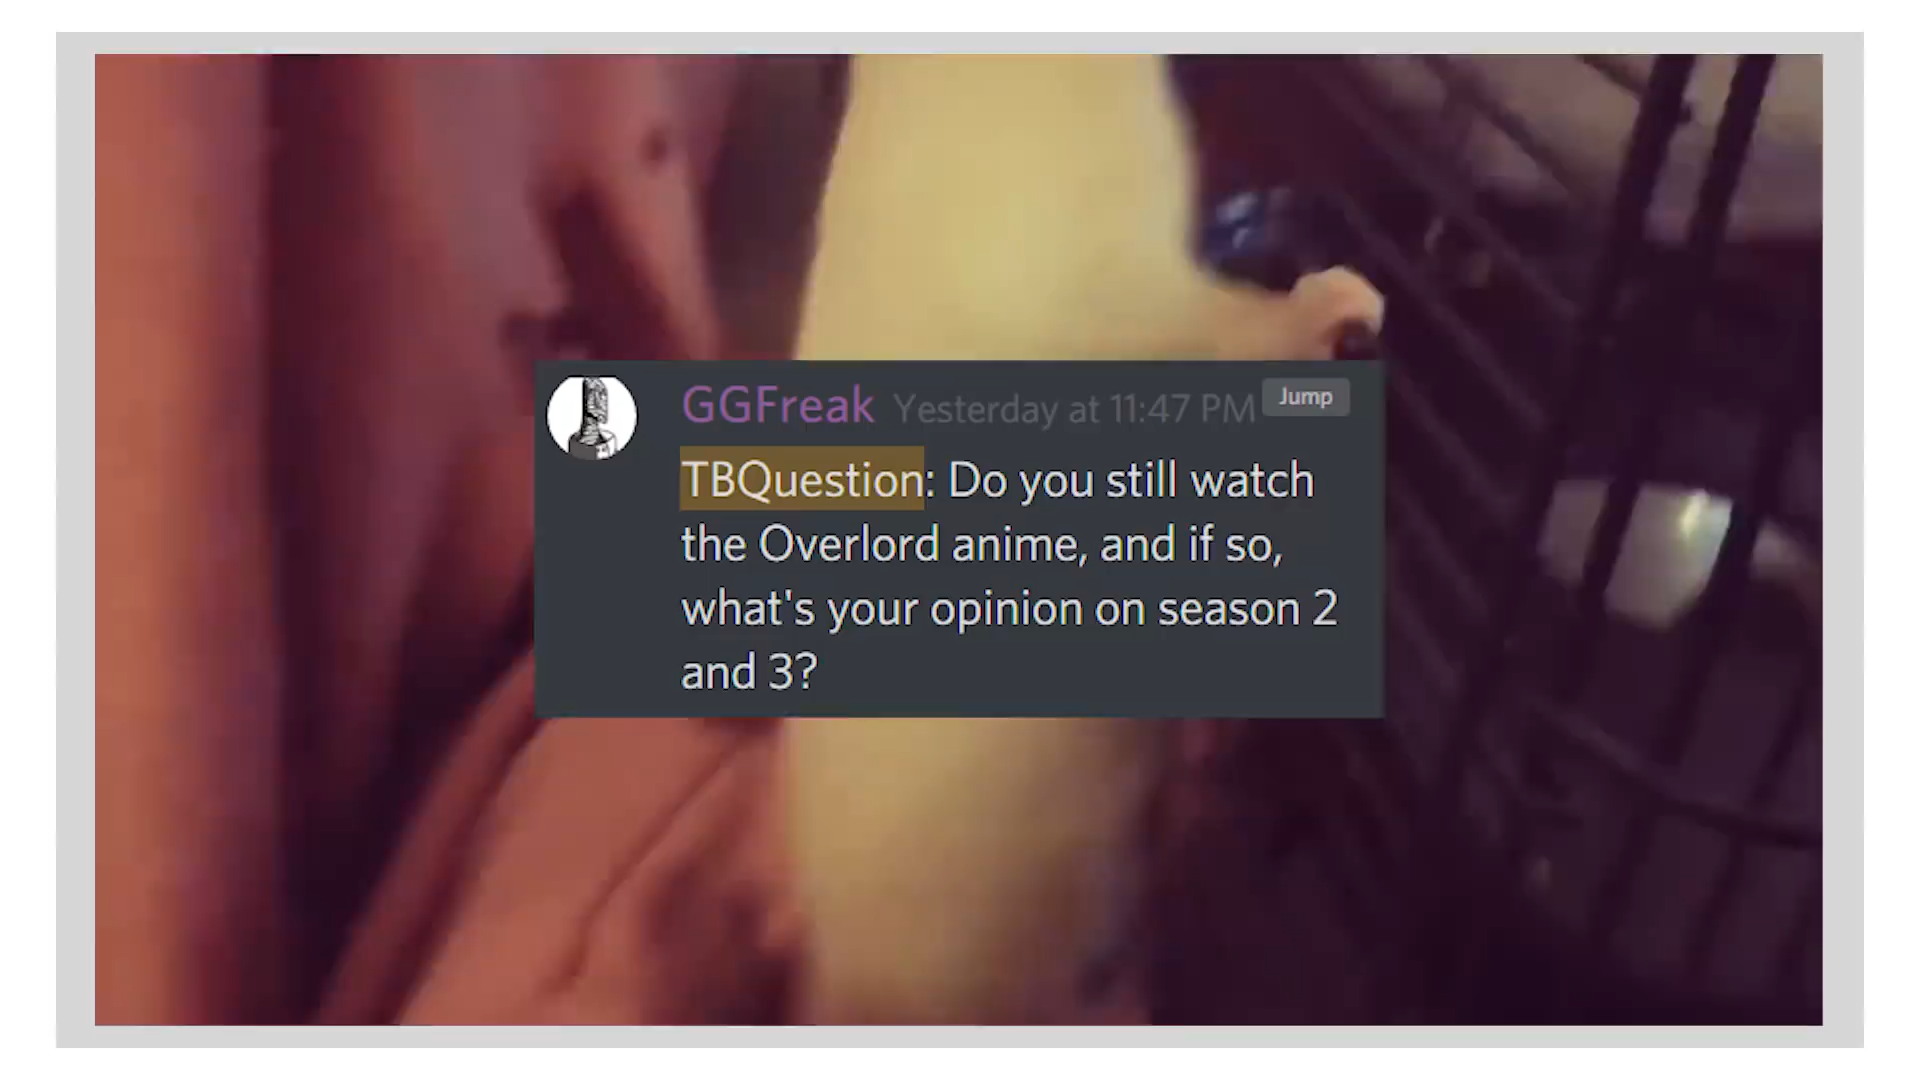 GGFreak Yesterday at 11:47 PM Jump
TBQuestion: Do you still watch
the Overlord anime, and if so,
what's your opinion on season 2
and 3?